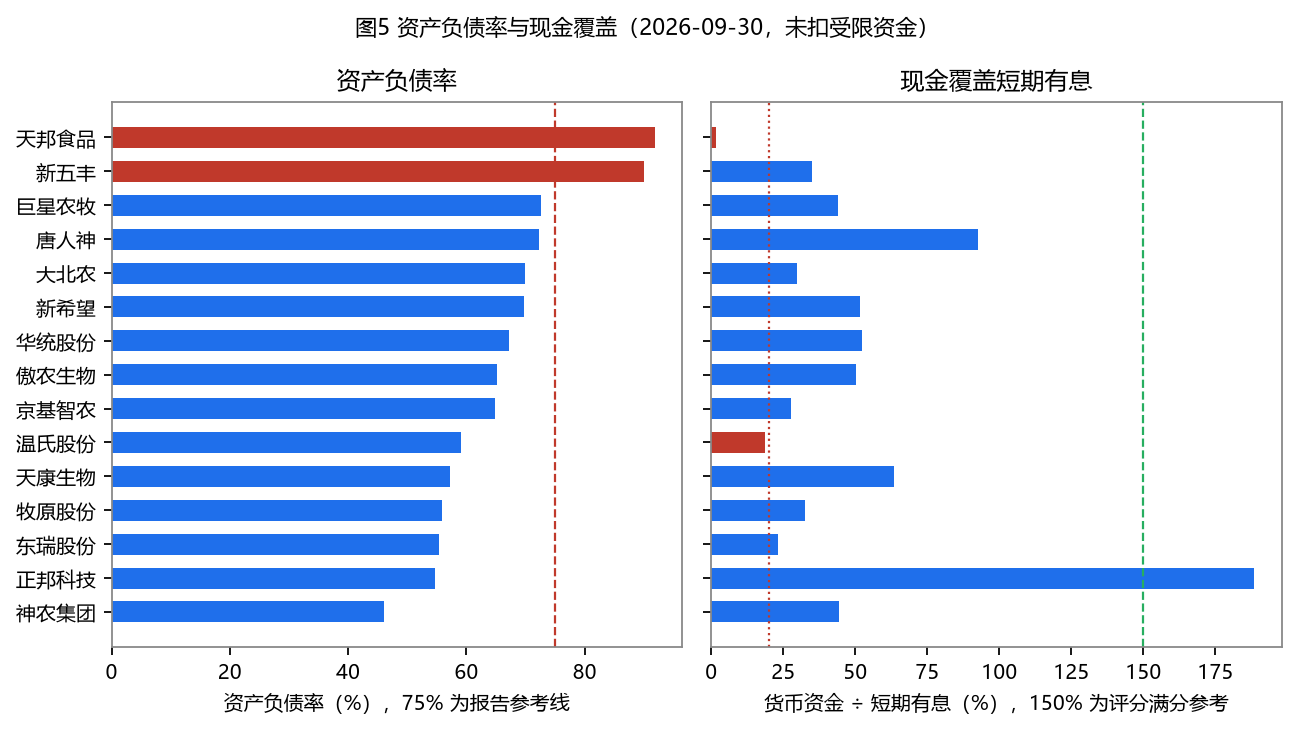 图5 资产负债率与现金覆盖（2026-09-30，未扣受限资金）
资产负债率
现金覆盖短期有息
天邦食品
新五丰
巨星农牧
唐人神
大北农
新希望
华统股份
傲农生物
京基智农
温氏股份
天康生物
牧原股份
东瑞股份
正邦科技
神农集团
0 20 40 60 80
0 25 50 75 100 125 150 175
资产负债率（%），75% 为报告参考线
货币资金 ÷ 短期有息（%），150% 为评分满分参考